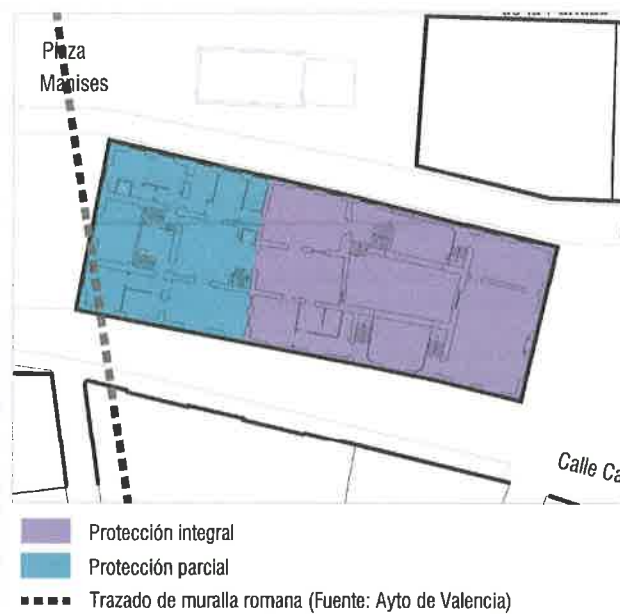 Plaza
Manises
Calle Ca
Protección integral
Protección parcial
Trazado de muralla romana (Fuente: Ayto de Valencia)